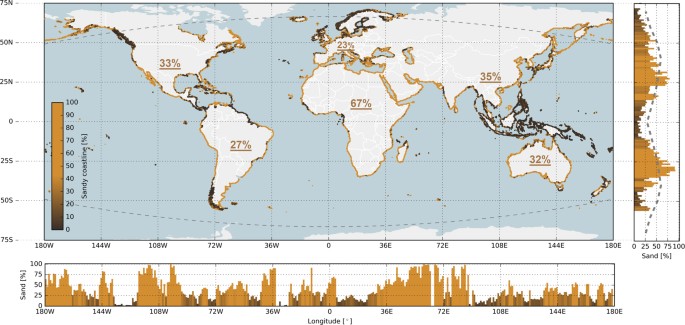 75N
50N
25N
0
25S
50S
75S
33%
23%
35%
67%
27%
32%
100
90
80
70
60
50
40
30
20
10
0
Sandy coastline [%]
180W 144W 108W 72W 36W 0 36E 72E 108E 144E 180E
0 25 50 75 100
Sand [%]
100
75
50
25
0
Sand [%]
180W 144W 108W 72W 36W 0 36E 72E 108E 144E 180E
Longitude [°]